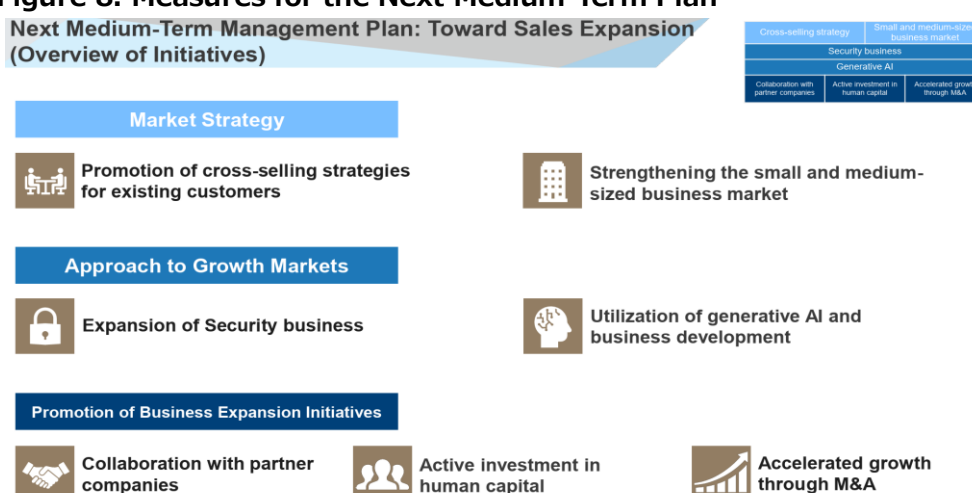 Figure 8: Measures for the Next Medium-Term Plan
Next Medium-Term Management Plan: Toward Sales Expansion
(Overview of Initiatives)
Cross-selling strategy
Small and medium-sized
business market
Security business
Generative AI
Collaboration with
partner companies
Active investment in
human capital
Accelerated growth
through M&A
Market Strategy
Promotion of cross-selling strategies
for existing customers
Strengthening the small and medium-
sized business market
Approach to Growth Markets
Expansion of Security business
Utilization of generative AI and
business development
Promotion of Business Expansion Initiatives
Collaboration with partner
companies
Active investment in
human capital
Accelerated growth
through M&A